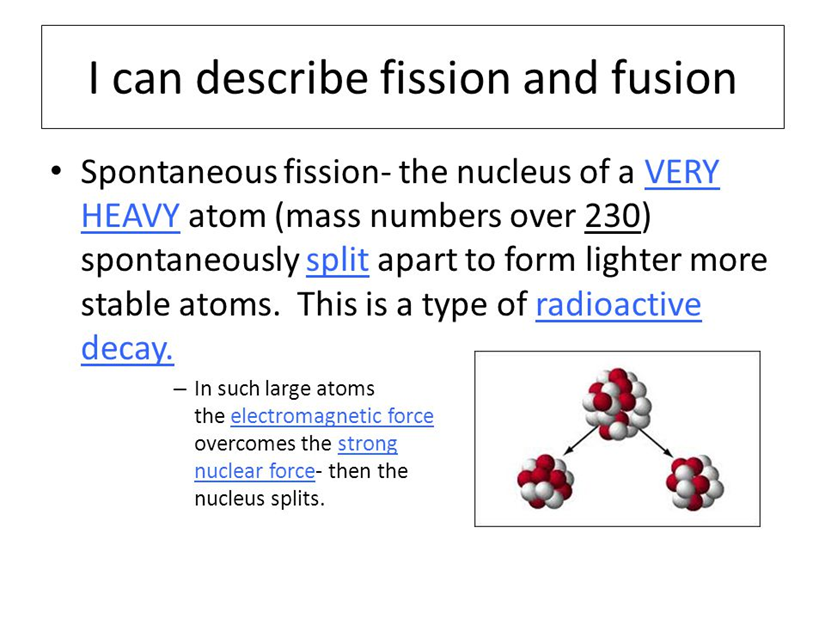 I can describe fission and fusion
• Spontaneous fission- the nucleus of a VERY
HEAVY atom (mass numbers over 230)
spontaneously split apart to form lighter more
stable atoms.  This is a type of radioactive
decay.
– In such large atoms
the electromagnetic force
overcomes the strong
nuclear force- then the
nucleus splits.